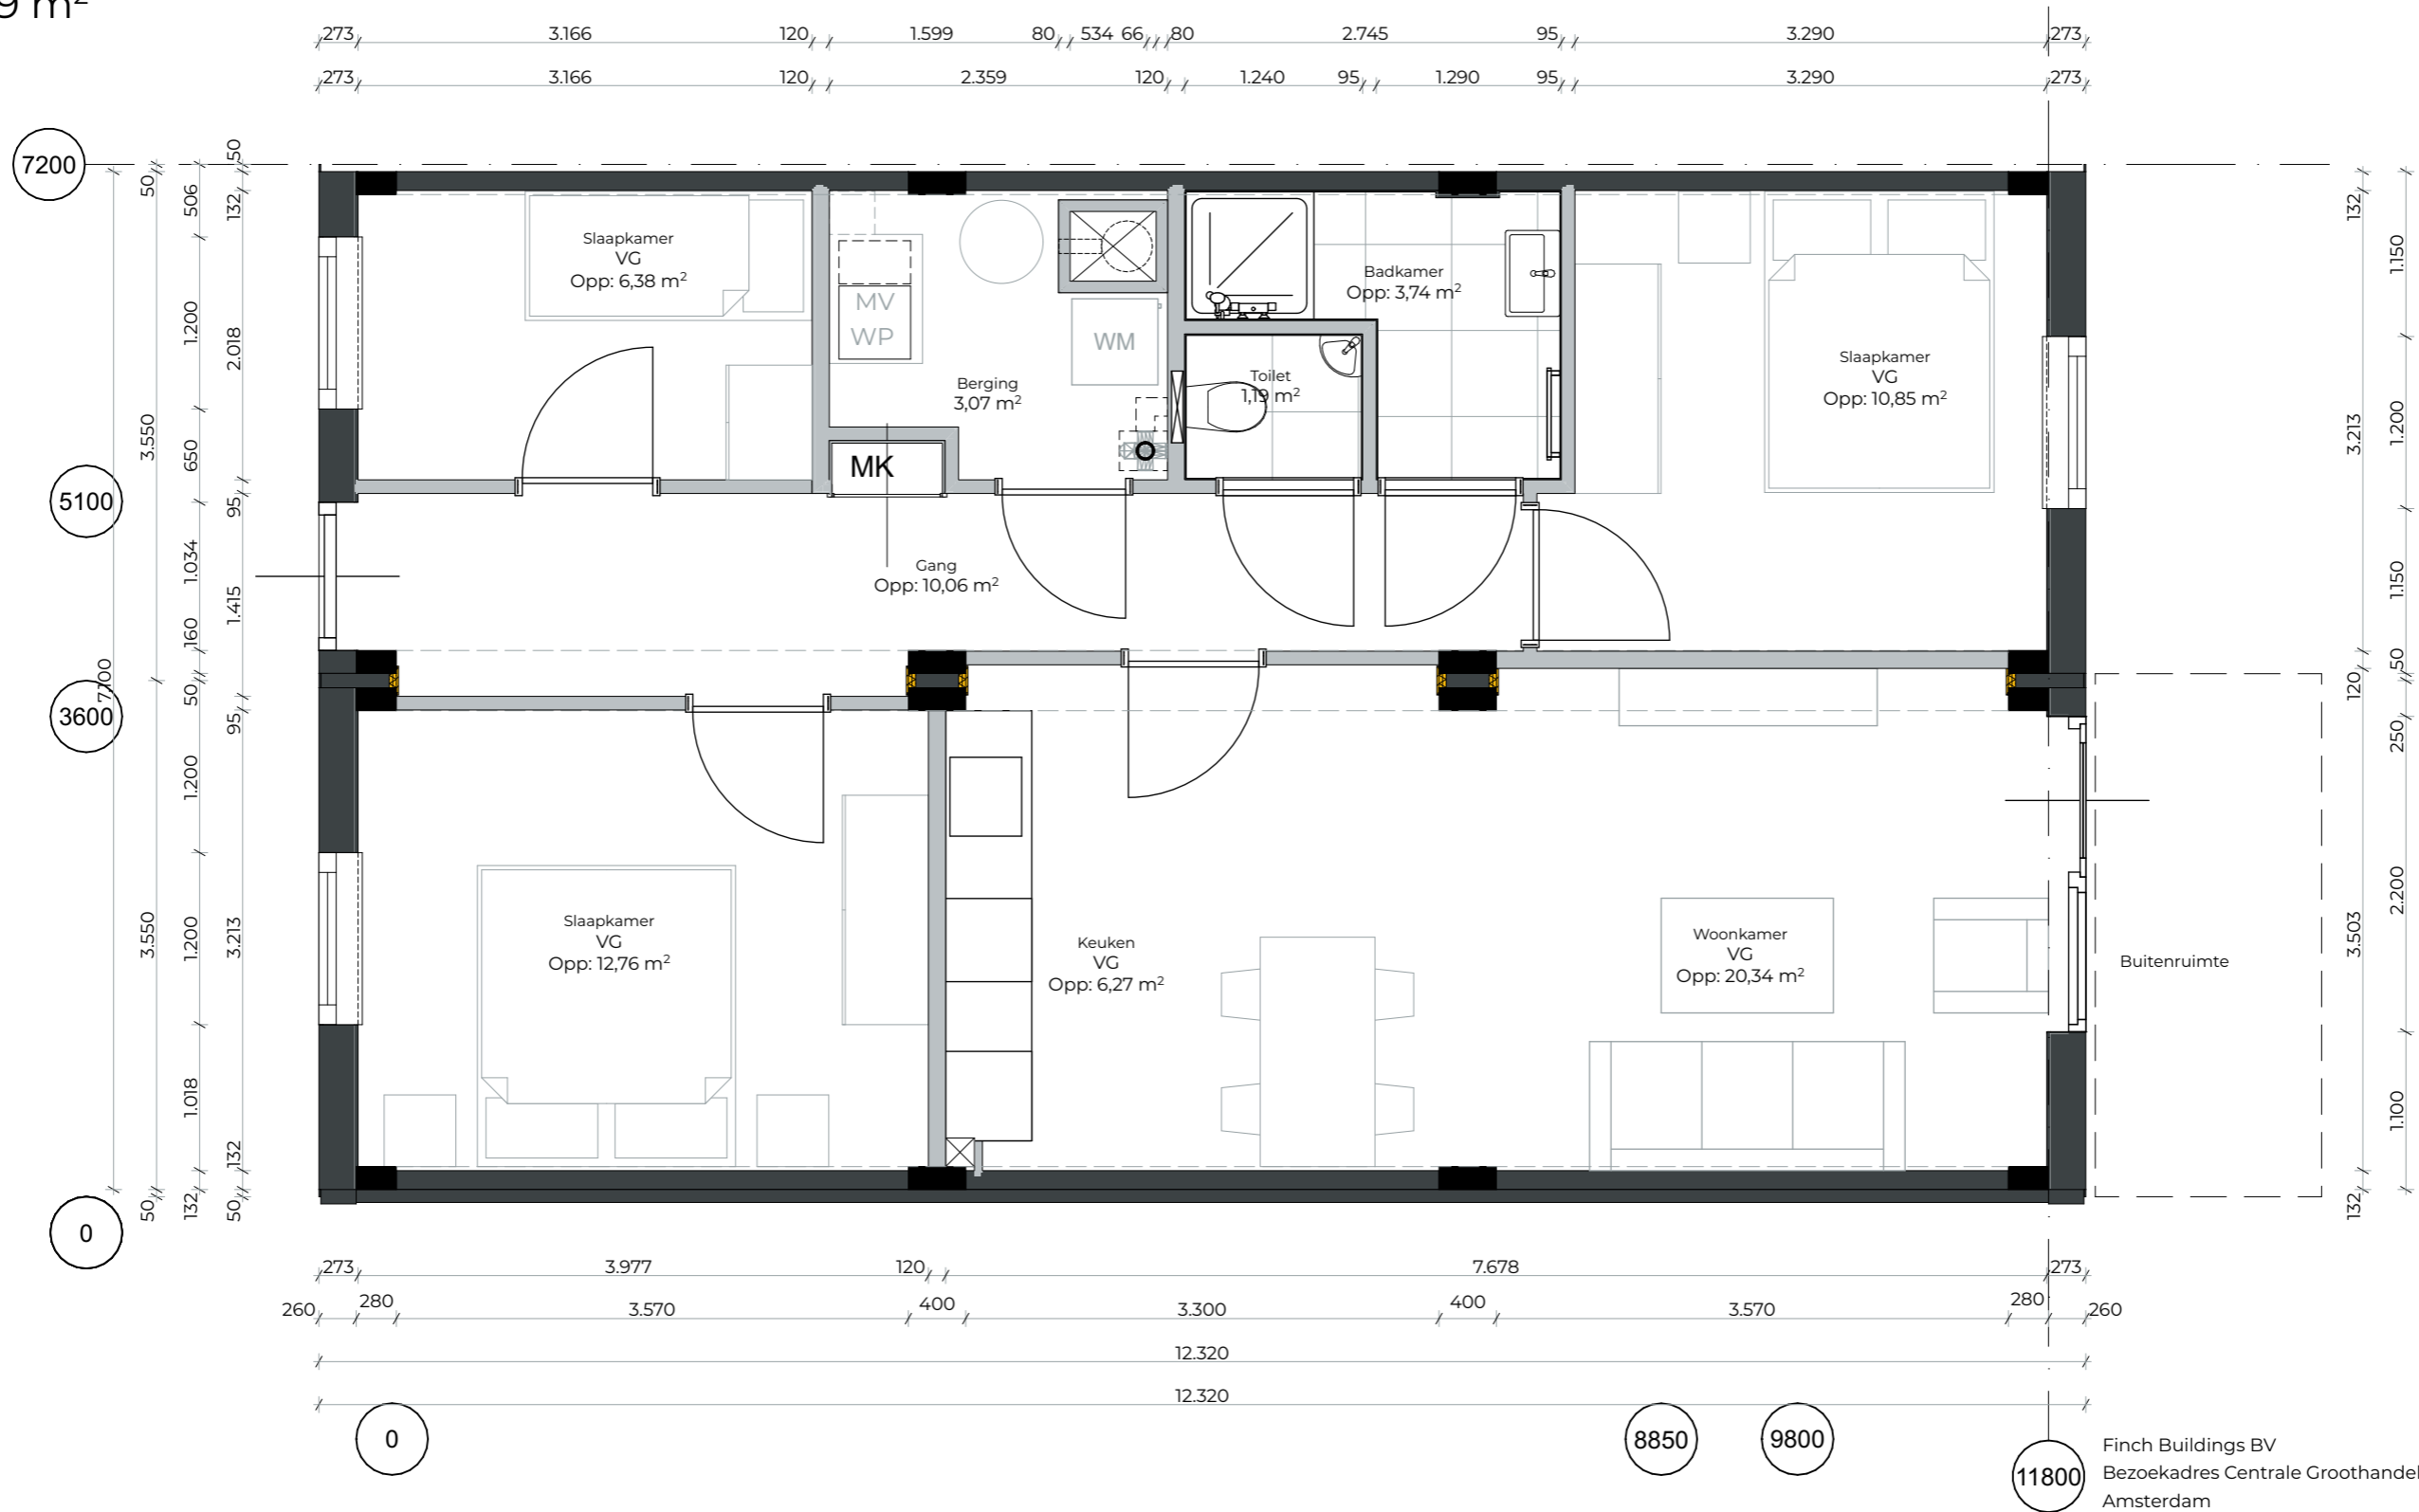 9 m²
273 3.166 120 1.599 80 534 66 80 2.745 95 3.290 273
273 3.166 120 2.359 120 1.240 95 1.290 95 3.290 273
7200
5100
3600
0
7.100
50
3.550
3.550
50
506
1.200
650
1.034
160
50
1.200
1.200
1.018
132
50
132
2.018
95
1.415
95
3.213
132
50
Slaapkamer
VG
Opp: 6,38 m²
MV
WP
WM
Berging
3,07 m²
MK
Badkamer
Opp: 3,74 m²
Toilet
1,19 m²
Slaapkamer
VG
Opp: 10,85 m²
Gang
Opp: 10,06 m²
Slaapkamer
VG
Opp: 12,76 m²
Keuken
VG
Opp: 6,27 m²
Woonkamer
VG
Opp: 20,34 m²
Buitenruimte
132
3.213
120
3.503
132
1.150
1.200
1.150
50
250
2.200
1.100
273 3.977 120 7.678 273
260 280 3.570 400 3.300 400 3.570 280 260
12.320
12.320
0
8850
9800
11800
Finch Buildings BV
Bezoekadres Centrale Groothandel
Amsterdam